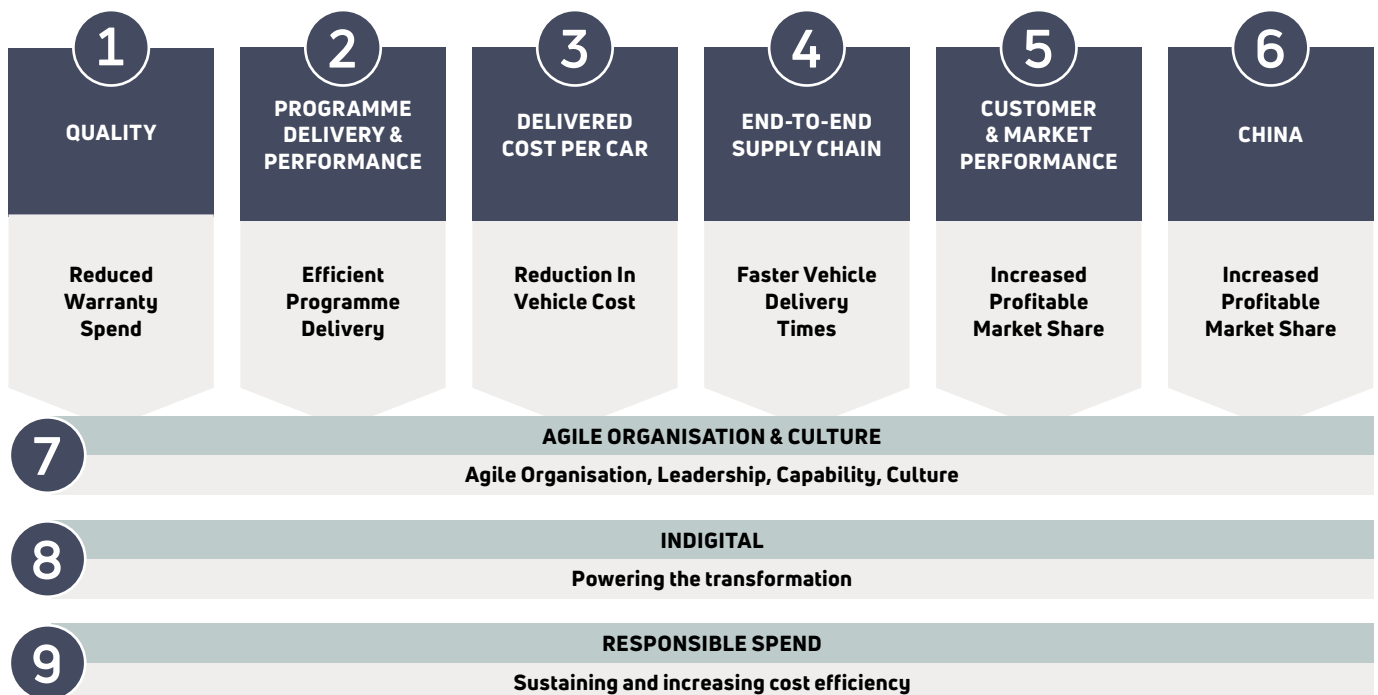 1
QUALITY
Reduced
Warranty
Spend
2
PROGRAMME
DELIVERY &
PERFORMANCE
Efficient
Programme
Delivery
3
DELIVERED
COST PER CAR
Reduction In
Vehicle Cost
4
END-TO-END
SUPPLY CHAIN
Faster Vehicle
Delivery
Times
5
CUSTOMER
& MARKET
PERFORMANCE
Increased
Profitable
Market Share
6
CHINA
Increased
Profitable
Market Share
7
AGILE ORGANISATION & CULTURE
Agile Organisation, Leadership, Capability, Culture
8
INDIGITAL
Powering the transformation
9
RESPONSIBLE SPEND
Sustaining and increasing cost efficiency